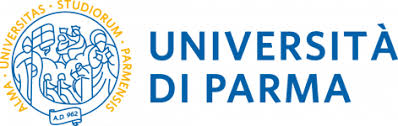 ALMA · UNIVERSITAS · STUDIORUM · PARMENSIS
A.D. 962
UNIVERSITÀ
DI PARMA